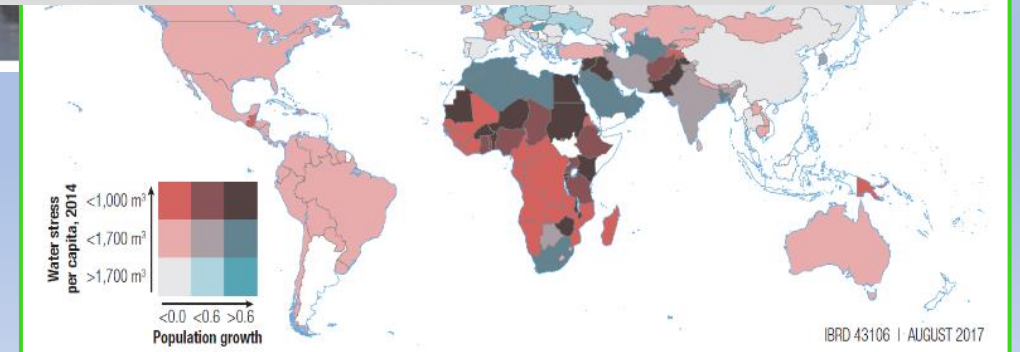 Water stress
per capita, 2014
<1,000 m³
<1,700 m³
>1,700 m³
<0.0 <0.6 >0.6
Population growth
IBRD 43106 | AUGUST 2017